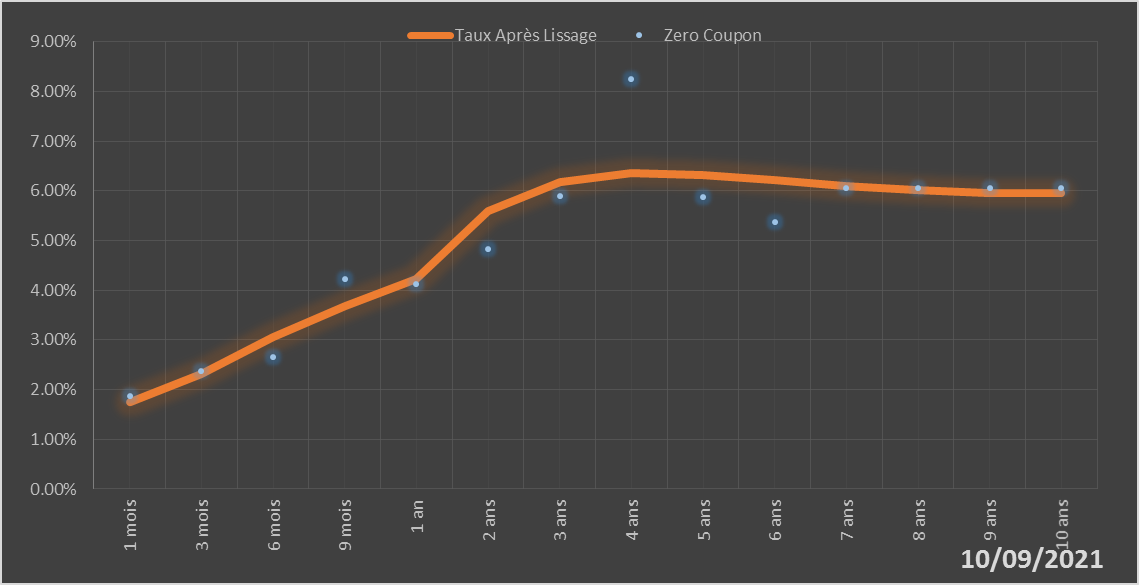 Taux Après Lissage
Zero Coupon
9.00%
8.00%
7.00%
6.00%
5.00%
4.00%
3.00%
2.00%
1.00%
0.00%
1 mois
3 mois
6 mois
9 mois
1 an
2 ans
3 ans
4 ans
5 ans
6 ans
7 ans
8 ans
9 ans
10 ans
10/09/2021